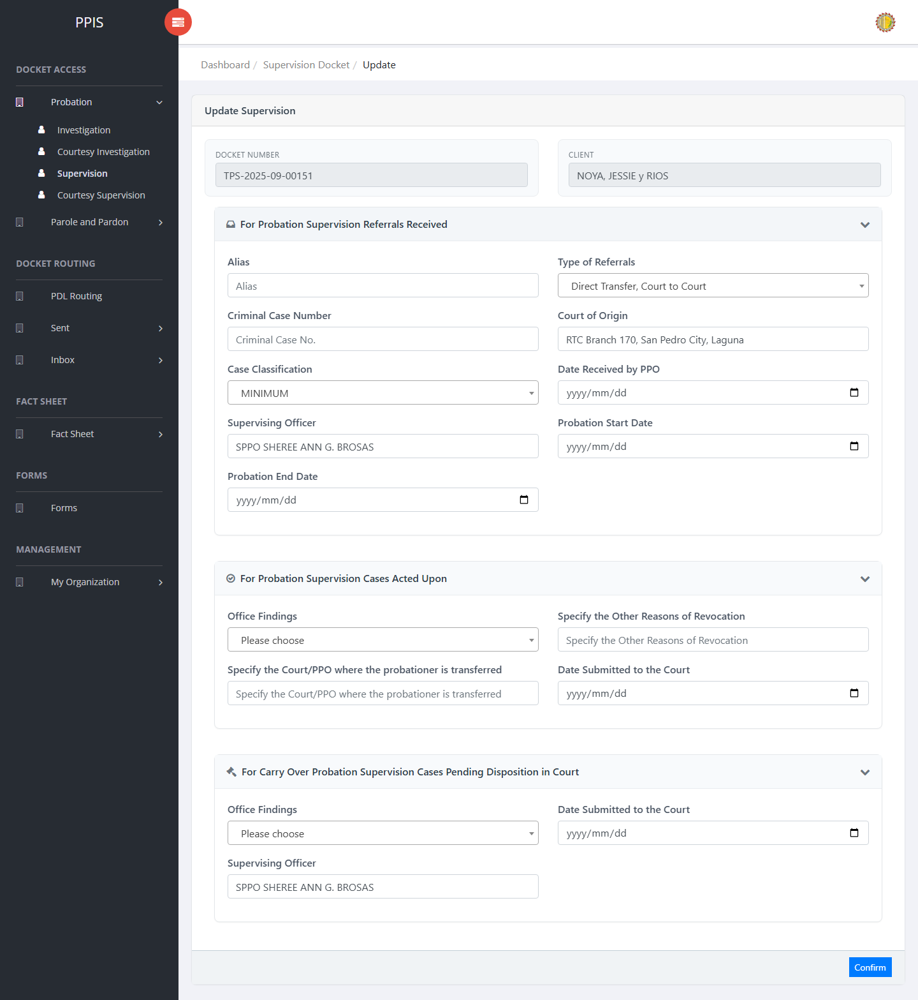 PPIS
DOCKET ACCESS
Probation
Investigation
Courtesy Investigation
Supervision
Courtesy Supervision
Parole and Pardon
DOCKET ROUTING
PDL Routing
Sent
Inbox
FACT SHEET
Fact Sheet
FORMS
Forms
MANAGEMENT
My Organization
Dashboard / Supervision Docket / Update
Update Supervision
DOCKET NUMBER
TPS-2025-09-00151
CLIENT
NOYA, JESSIE y RIOS
For Probation Supervision Referrals Received
Alias
Alias
Type of Referrals
Direct Transfer, Court to Court
Criminal Case Number
Criminal Case No.
Court of Origin
RTC Branch 170, San Pedro City, Laguna
Case Classification
MINIMUM
Date Received by PPO
yyyy/mm/dd
Supervising Officer
SPPO SHEREE ANN G. BROSAS
Probation Start Date
yyyy/mm/dd
Probation End Date
yyyy/mm/dd
For Probation Supervision Cases Acted Upon
Office Findings
Please choose
Specify the Other Reasons of Revocation
Specify the Other Reasons of Revocation
Specify the Court/PPO where the probationer is transferred
Specify the Court/PPO where the probationer is transferred
Date Submitted to the Court
yyyy/mm/dd
For Carry Over Probation Supervision Cases Pending Disposition in Court
Office Findings
Please choose
Date Submitted to the Court
yyyy/mm/dd
Supervising Officer
SPPO SHEREE ANN G. BROSAS
Confirm